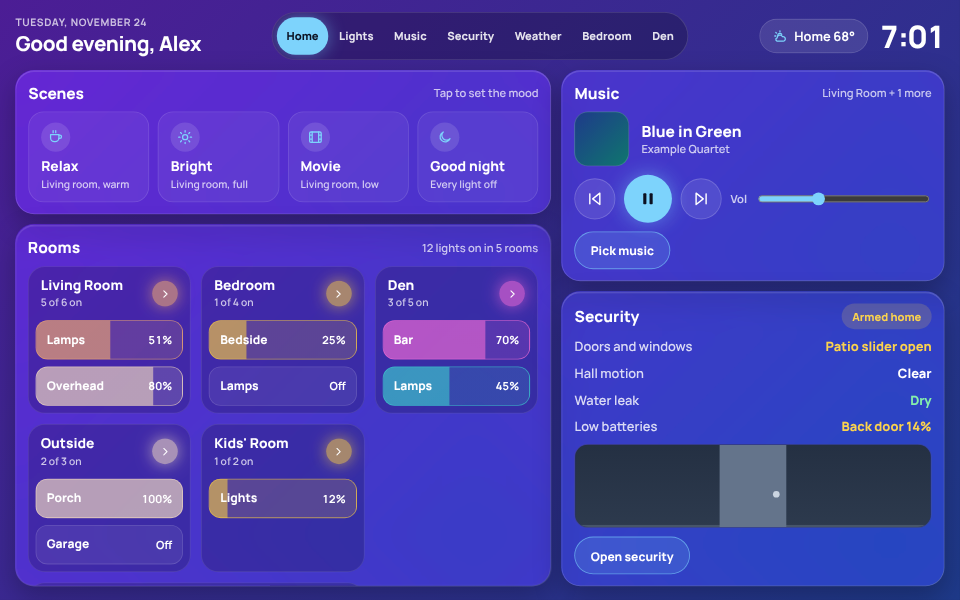 TUESDAY, NOVEMBER 24
Good evening, Alex
Home
Lights
Music
Security
Weather
Bedroom
Den
Home 68°
7:01
Scenes
Tap to set the mood
Relax
Living room, warm
Bright
Living room, full
Movie
Living room, low
Good night
Every light off
Rooms
12 lights on in 5 rooms
Living Room
5 of 6 on
Lamps 51%
Overhead 80%
Bedroom
1 of 4 on
Bedside 25%
Lamps Off
Den
3 of 5 on
Bar 70%
Lamps 45%
Outside
2 of 3 on
Porch 100%
Garage Off
Kids' Room
1 of 2 on
Lights 12%
Music
Living Room + 1 more
Blue in Green
Example Quartet
Vol
Pick music
Security
Armed home
Doors and windows Patio slider open
Hall motion Clear
Water leak Dry
Low batteries Back door 14%
Open security